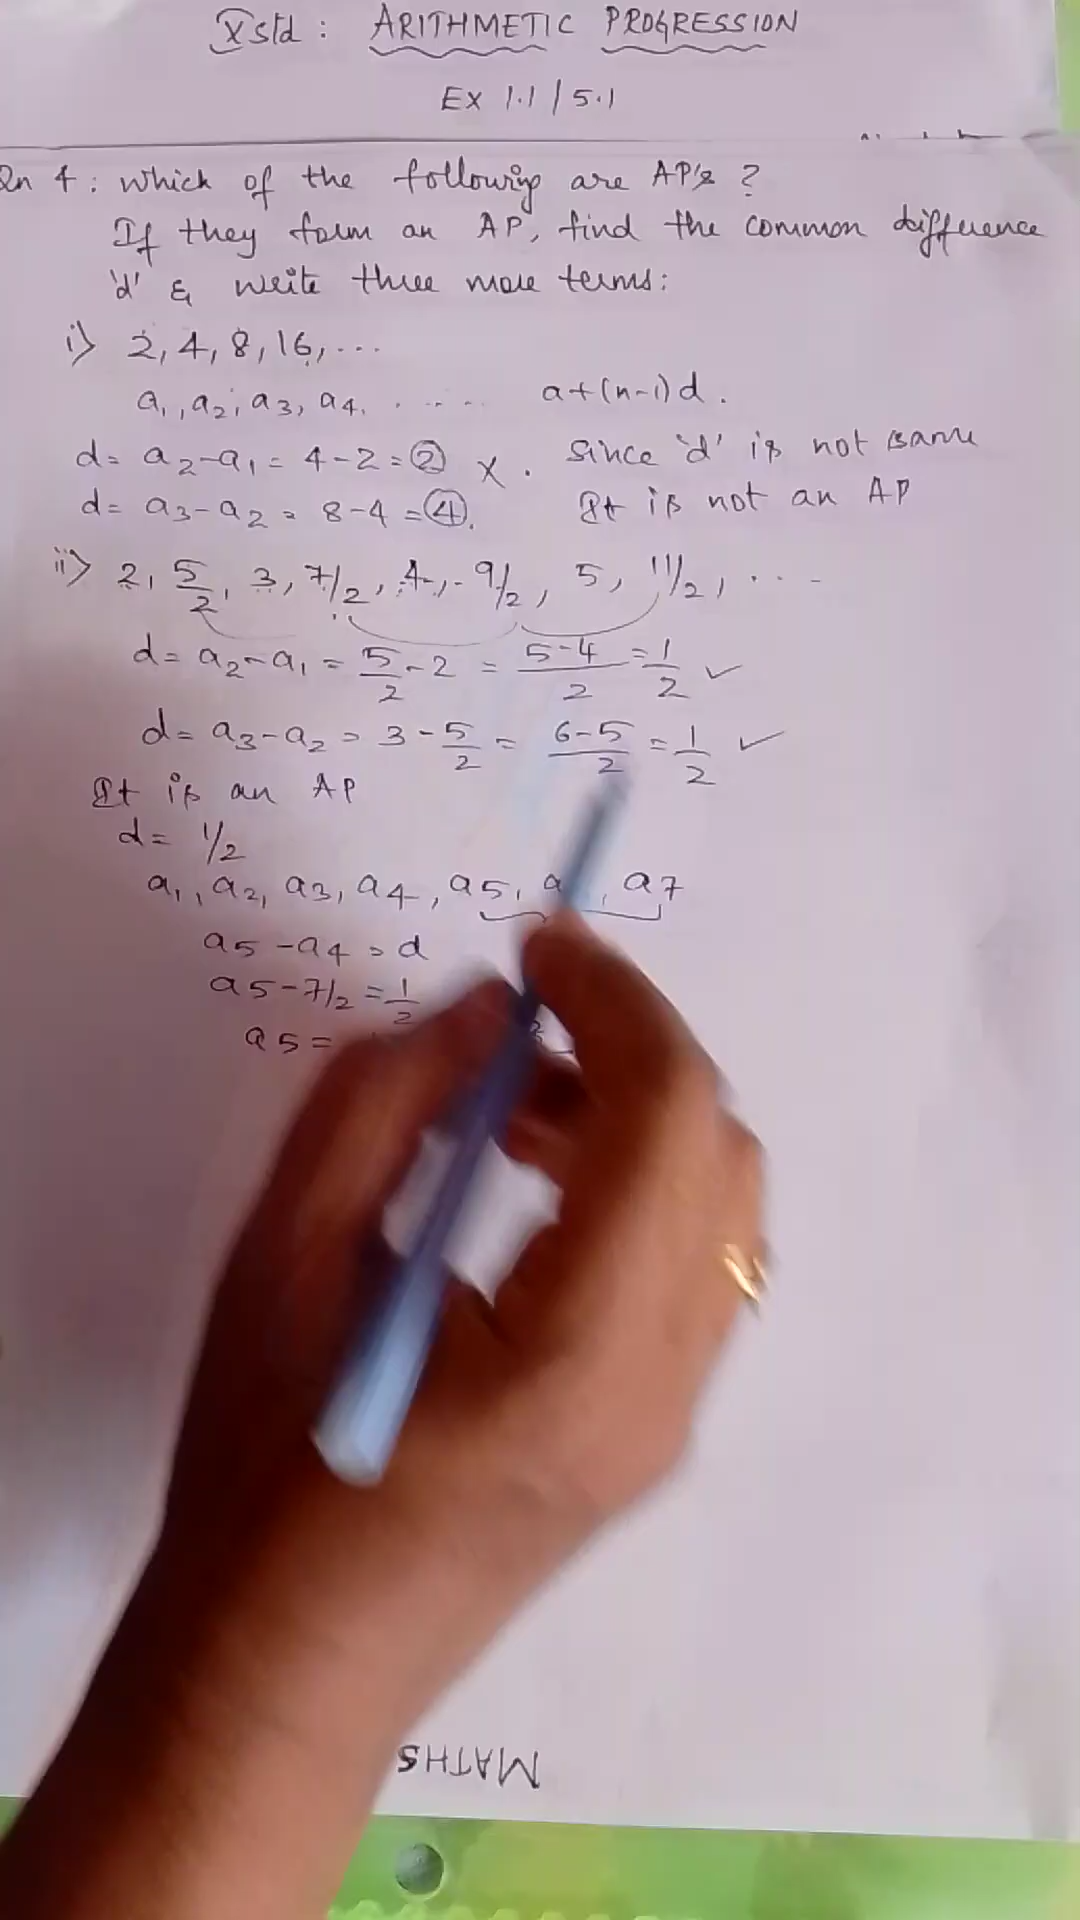 X std : ARITHMETIC PROGRESSION
Ex 1.1 / 5.1
Qn 4 : Which of the following are AP's ?
If they form an AP, find the common difference
'd' & write three more terms:
i) 2, 4, 8, 16, ...
a₁, a₂, a₃, a₄, . . . . . a+(n-1)d.
d= a₂-a₁ = 4-2 = 2 X . Since 'd' is not same
d= a₃-a₂ = 8-4 = 4. It is not an AP
ii) 2, 5/2, 3, 7/2, 4, 9/2, 5, 11/2, . . .
d= a₂-a₁ = 5/2 - 2 = 5-4/2 = 1/2 ✓
d= a₃-a₂ = 3 - 5/2 = 6-5/2 = 1/2 ✓
It is an AP
d= 1/2
a₁, a₂, a₃, a₄, a5, a , a7
a5 - a4 = d
a5 - 7/2 = 1/2
a5 =
MATHS